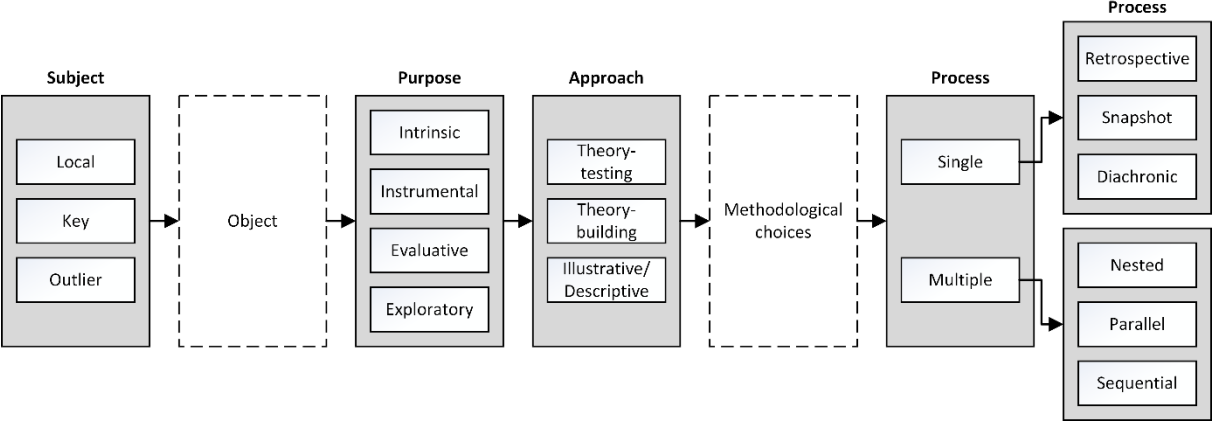 Subject
Local
Key
Outlier
Object
Purpose
Intrinsic
Instrumental
Evaluative
Exploratory
Approach
Theory-
testing
Theory-
building
Illustrative/
Descriptive
Methodological
choices
Process
Single
Multiple
Process
Retrospective
Snapshot
Diachronic
Nested
Parallel
Sequential